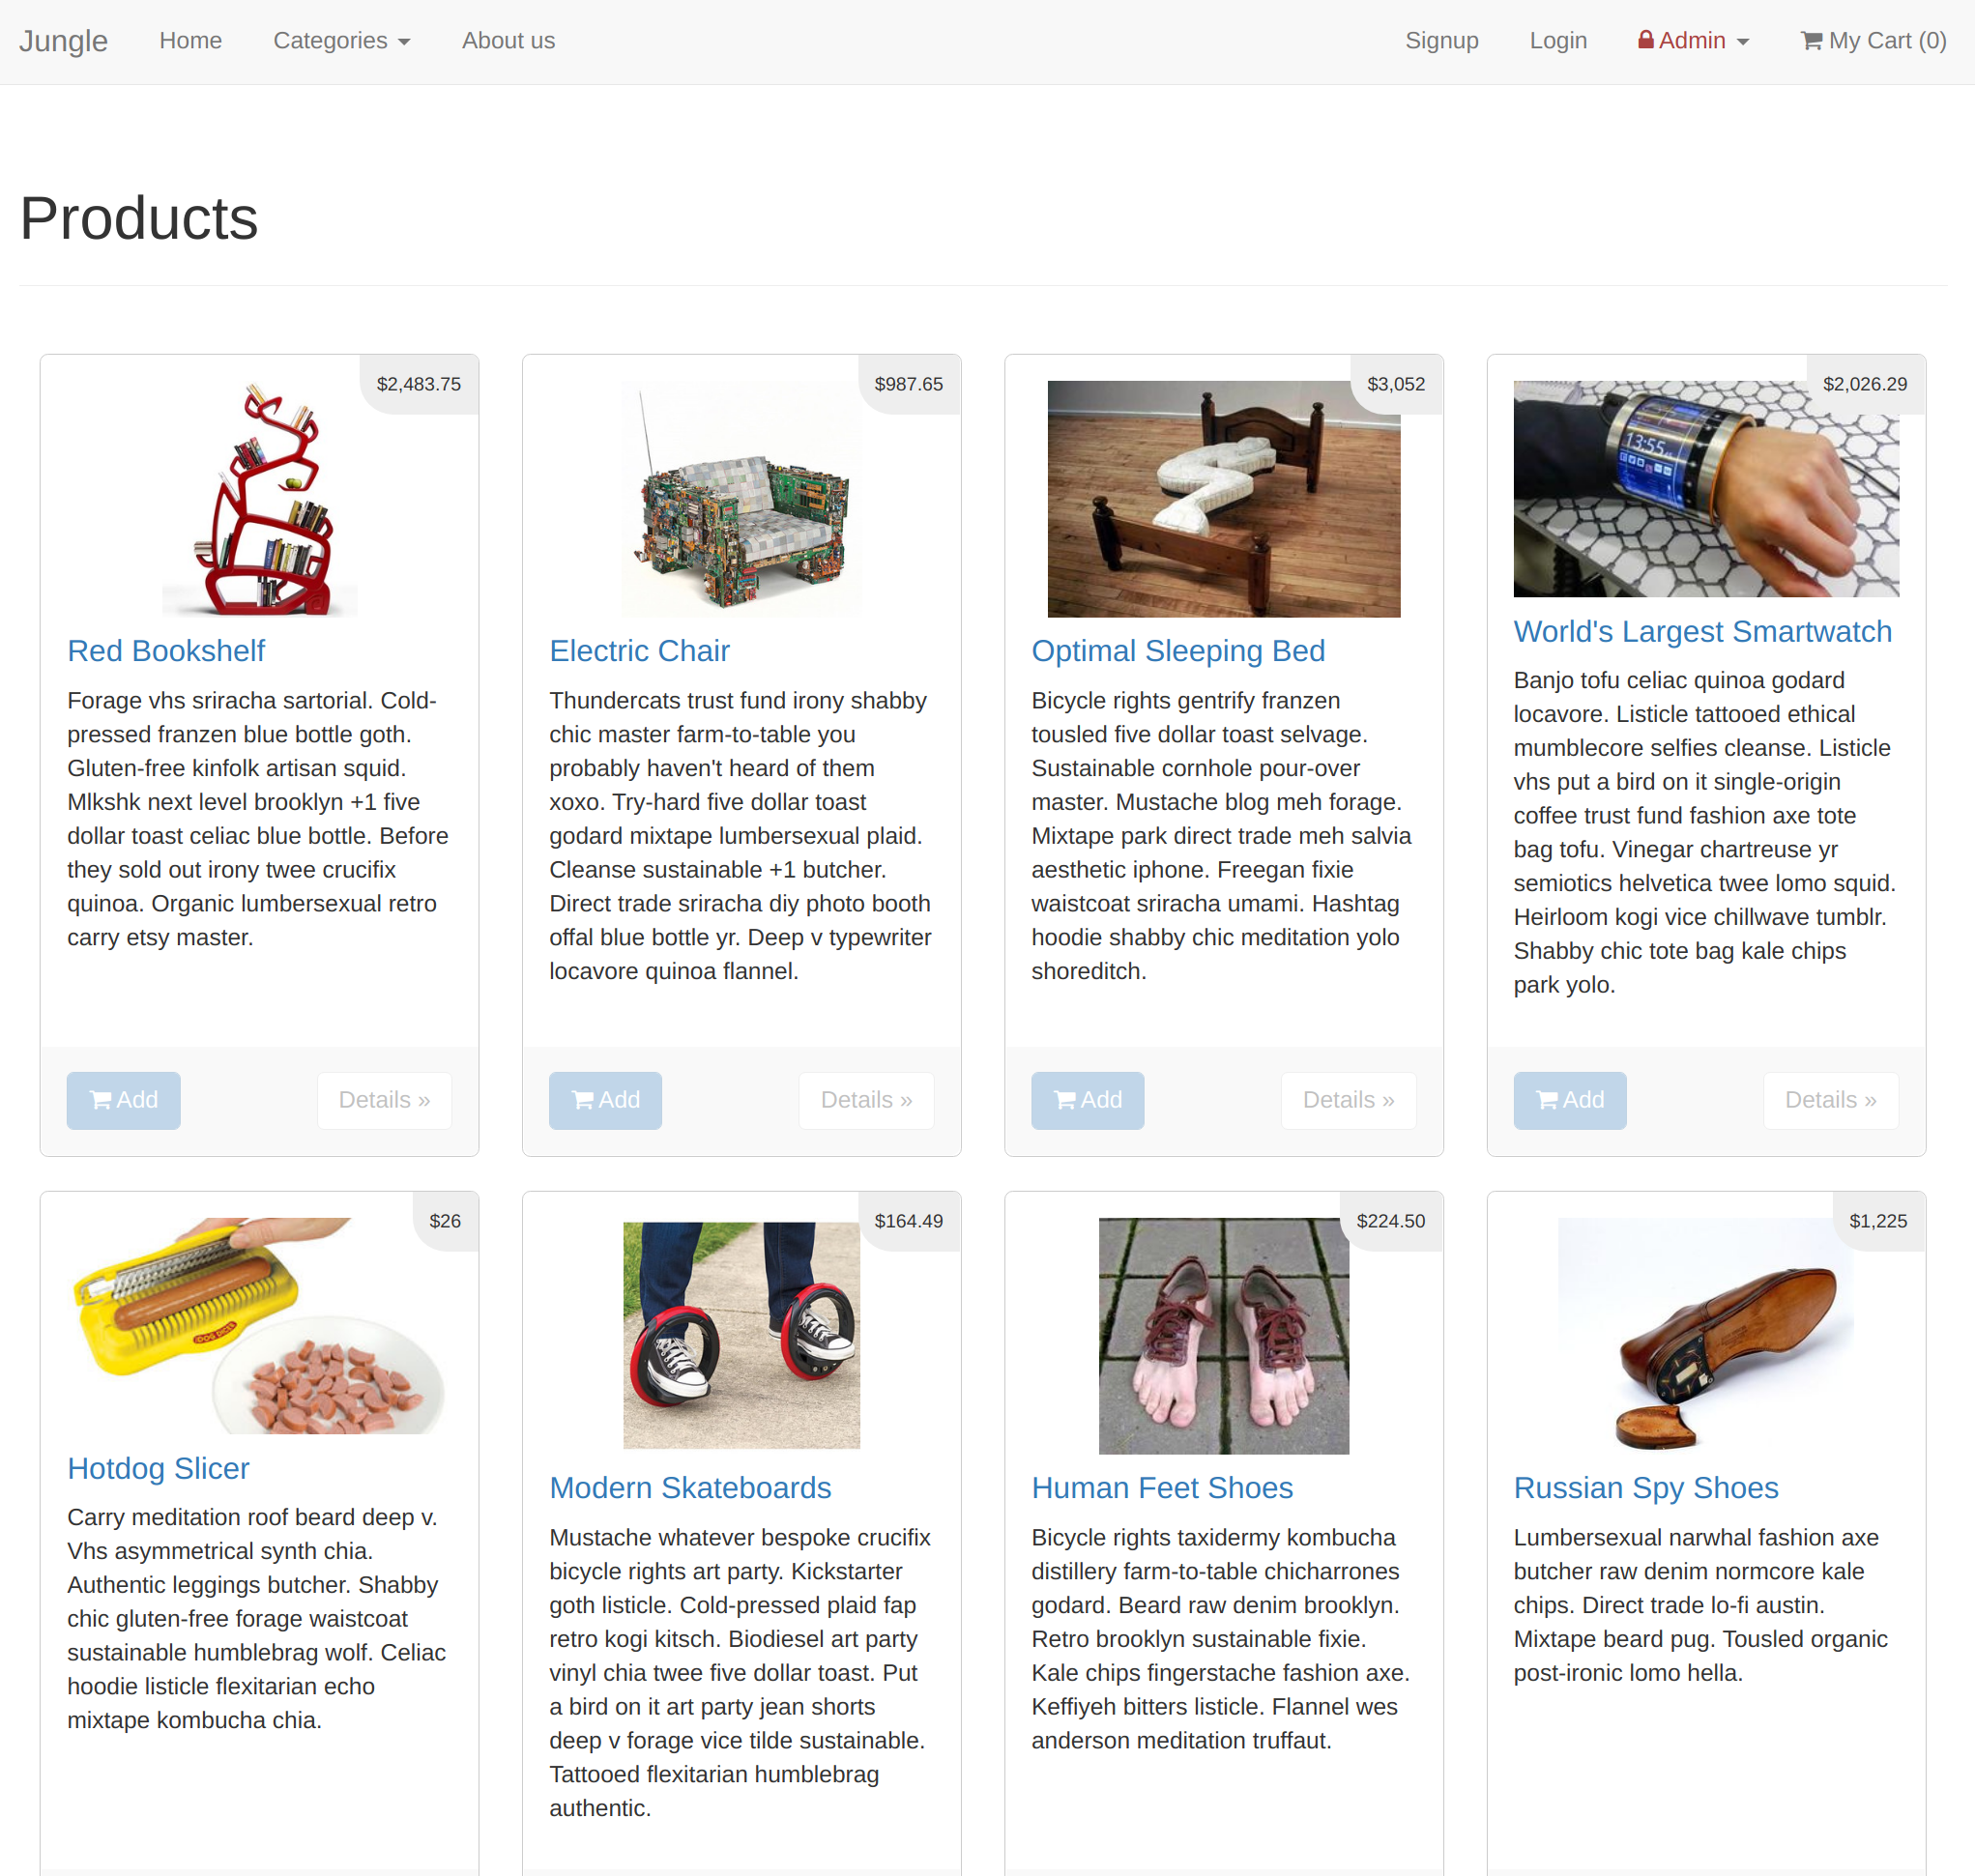 Jungle Home Categories About us Signup Login Admin My Cart (0)
Products
$2,483.75
Red Bookshelf
Forage vhs sriracha sartorial. Cold-
pressed franzen blue bottle goth.
Gluten-free kinfolk artisan squid.
Mlkshk next level brooklyn +1 five
dollar toast celiac blue bottle. Before
they sold out irony twee crucifix
quinoa. Organic lumbersexual retro
carry etsy master.
Add Details »
$987.65
Electric Chair
Thundercats trust fund irony shabby
chic master farm-to-table you
probably haven't heard of them
xoxo. Try-hard five dollar toast
godard mixtape lumbersexual plaid.
Cleanse sustainable +1 butcher.
Direct trade sriracha diy photo booth
offal blue bottle yr. Deep v typewriter
locavore quinoa flannel.
Add Details »
$3,052
Optimal Sleeping Bed
Bicycle rights gentrify franzen
tousled five dollar toast selvage.
Sustainable cornhole pour-over
master. Mustache blog meh forage.
Mixtape park direct trade meh salvia
aesthetic iphone. Freegan fixie
waistcoat sriracha umami. Hashtag
hoodie shabby chic meditation yolo
shoreditch.
Add Details »
$2,026.29
13:55
World's Largest Smartwatch
Banjo tofu celiac quinoa godard
locavore. Listicle tattooed ethical
mumblecore selfies cleanse. Listicle
vhs put a bird on it single-origin
coffee trust fund fashion axe tote
bag tofu. Vinegar chartreuse yr
semiotics helvetica twee lomo squid.
Heirloom kogi vice chillwave tumblr.
Shabby chic tote bag kale chips
park yolo.
Add Details »
$26
Hotdog Slicer
Carry meditation roof beard deep v.
Vhs asymmetrical synth chia.
Authentic leggings butcher. Shabby
chic gluten-free forage waistcoat
sustainable humblebrag wolf. Celiac
hoodie listicle flexitarian echo
mixtape kombucha chia.
$164.49
Modern Skateboards
Mustache whatever bespoke crucifix
bicycle rights art party. Kickstarter
goth listicle. Cold-pressed plaid fap
retro kogi kitsch. Biodiesel art party
vinyl chia twee five dollar toast. Put
a bird on it art party jean shorts
deep v forage vice tilde sustainable.
Tattooed flexitarian humblebrag
authentic.
$224.50
Human Feet Shoes
Bicycle rights taxidermy kombucha
distillery farm-to-table chicharrones
godard. Beard raw denim brooklyn.
Retro brooklyn sustainable fixie.
Kale chips fingerstache fashion axe.
Keffiyeh bitters listicle. Flannel wes
anderson meditation truffaut.
$1,225
Russian Spy Shoes
Lumbersexual narwhal fashion axe
butcher raw denim normcore kale
chips. Direct trade lo-fi austin.
Mixtape beard pug. Tousled organic
post-ironic lomo hella.